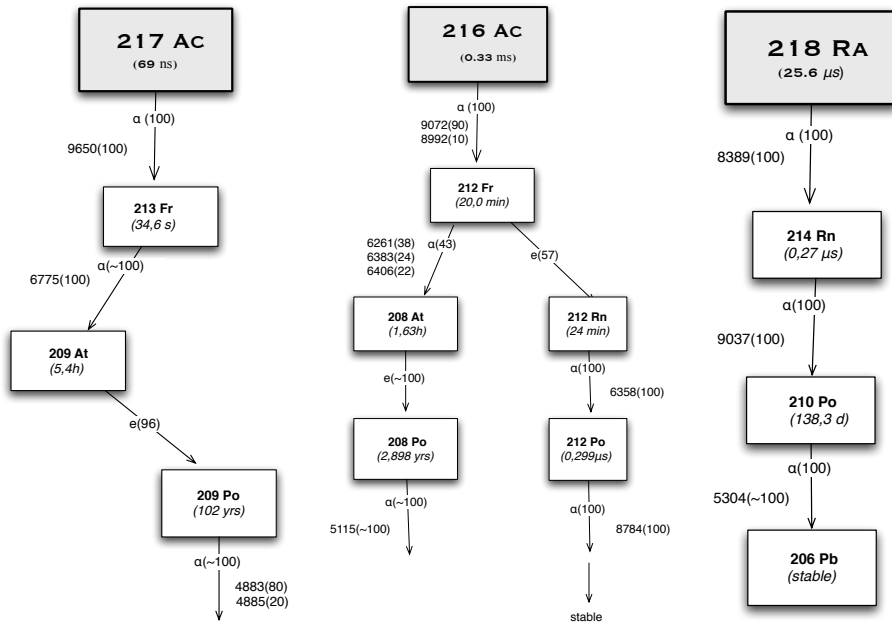 217 Ac
(69 ns)
α (100)
9650(100)
213 Fr
(34,6 s)
α(~100)
6775(100)
209 At
(5,4h)
e(96)
209 Po
(102 yrs)
α(~100)
4883(80)
4885(20)
216 Ac
(0.33 ms)
α (100)
9072(90)
8992(10)
212 Fr
(20,0 min)
6261(38)
6383(24)
6406(22)
α(43)
e(57)
208 At
(1,63h)
e(~100)
208 Po
(2,898 yrs)
α(~100)
5115(~100)
212 Rn
(24 min)
α(100)
6358(100)
212 Po
(0,299µs)
α(100)
8784(100)
stable
218 Ra
(25.6 µs)
α (100)
8389(100)
214 Rn
(0,27 µs)
α(100)
9037(100)
210 Po
(138,3 d)
α(100)
5304(~100)
206 Pb
(stable)